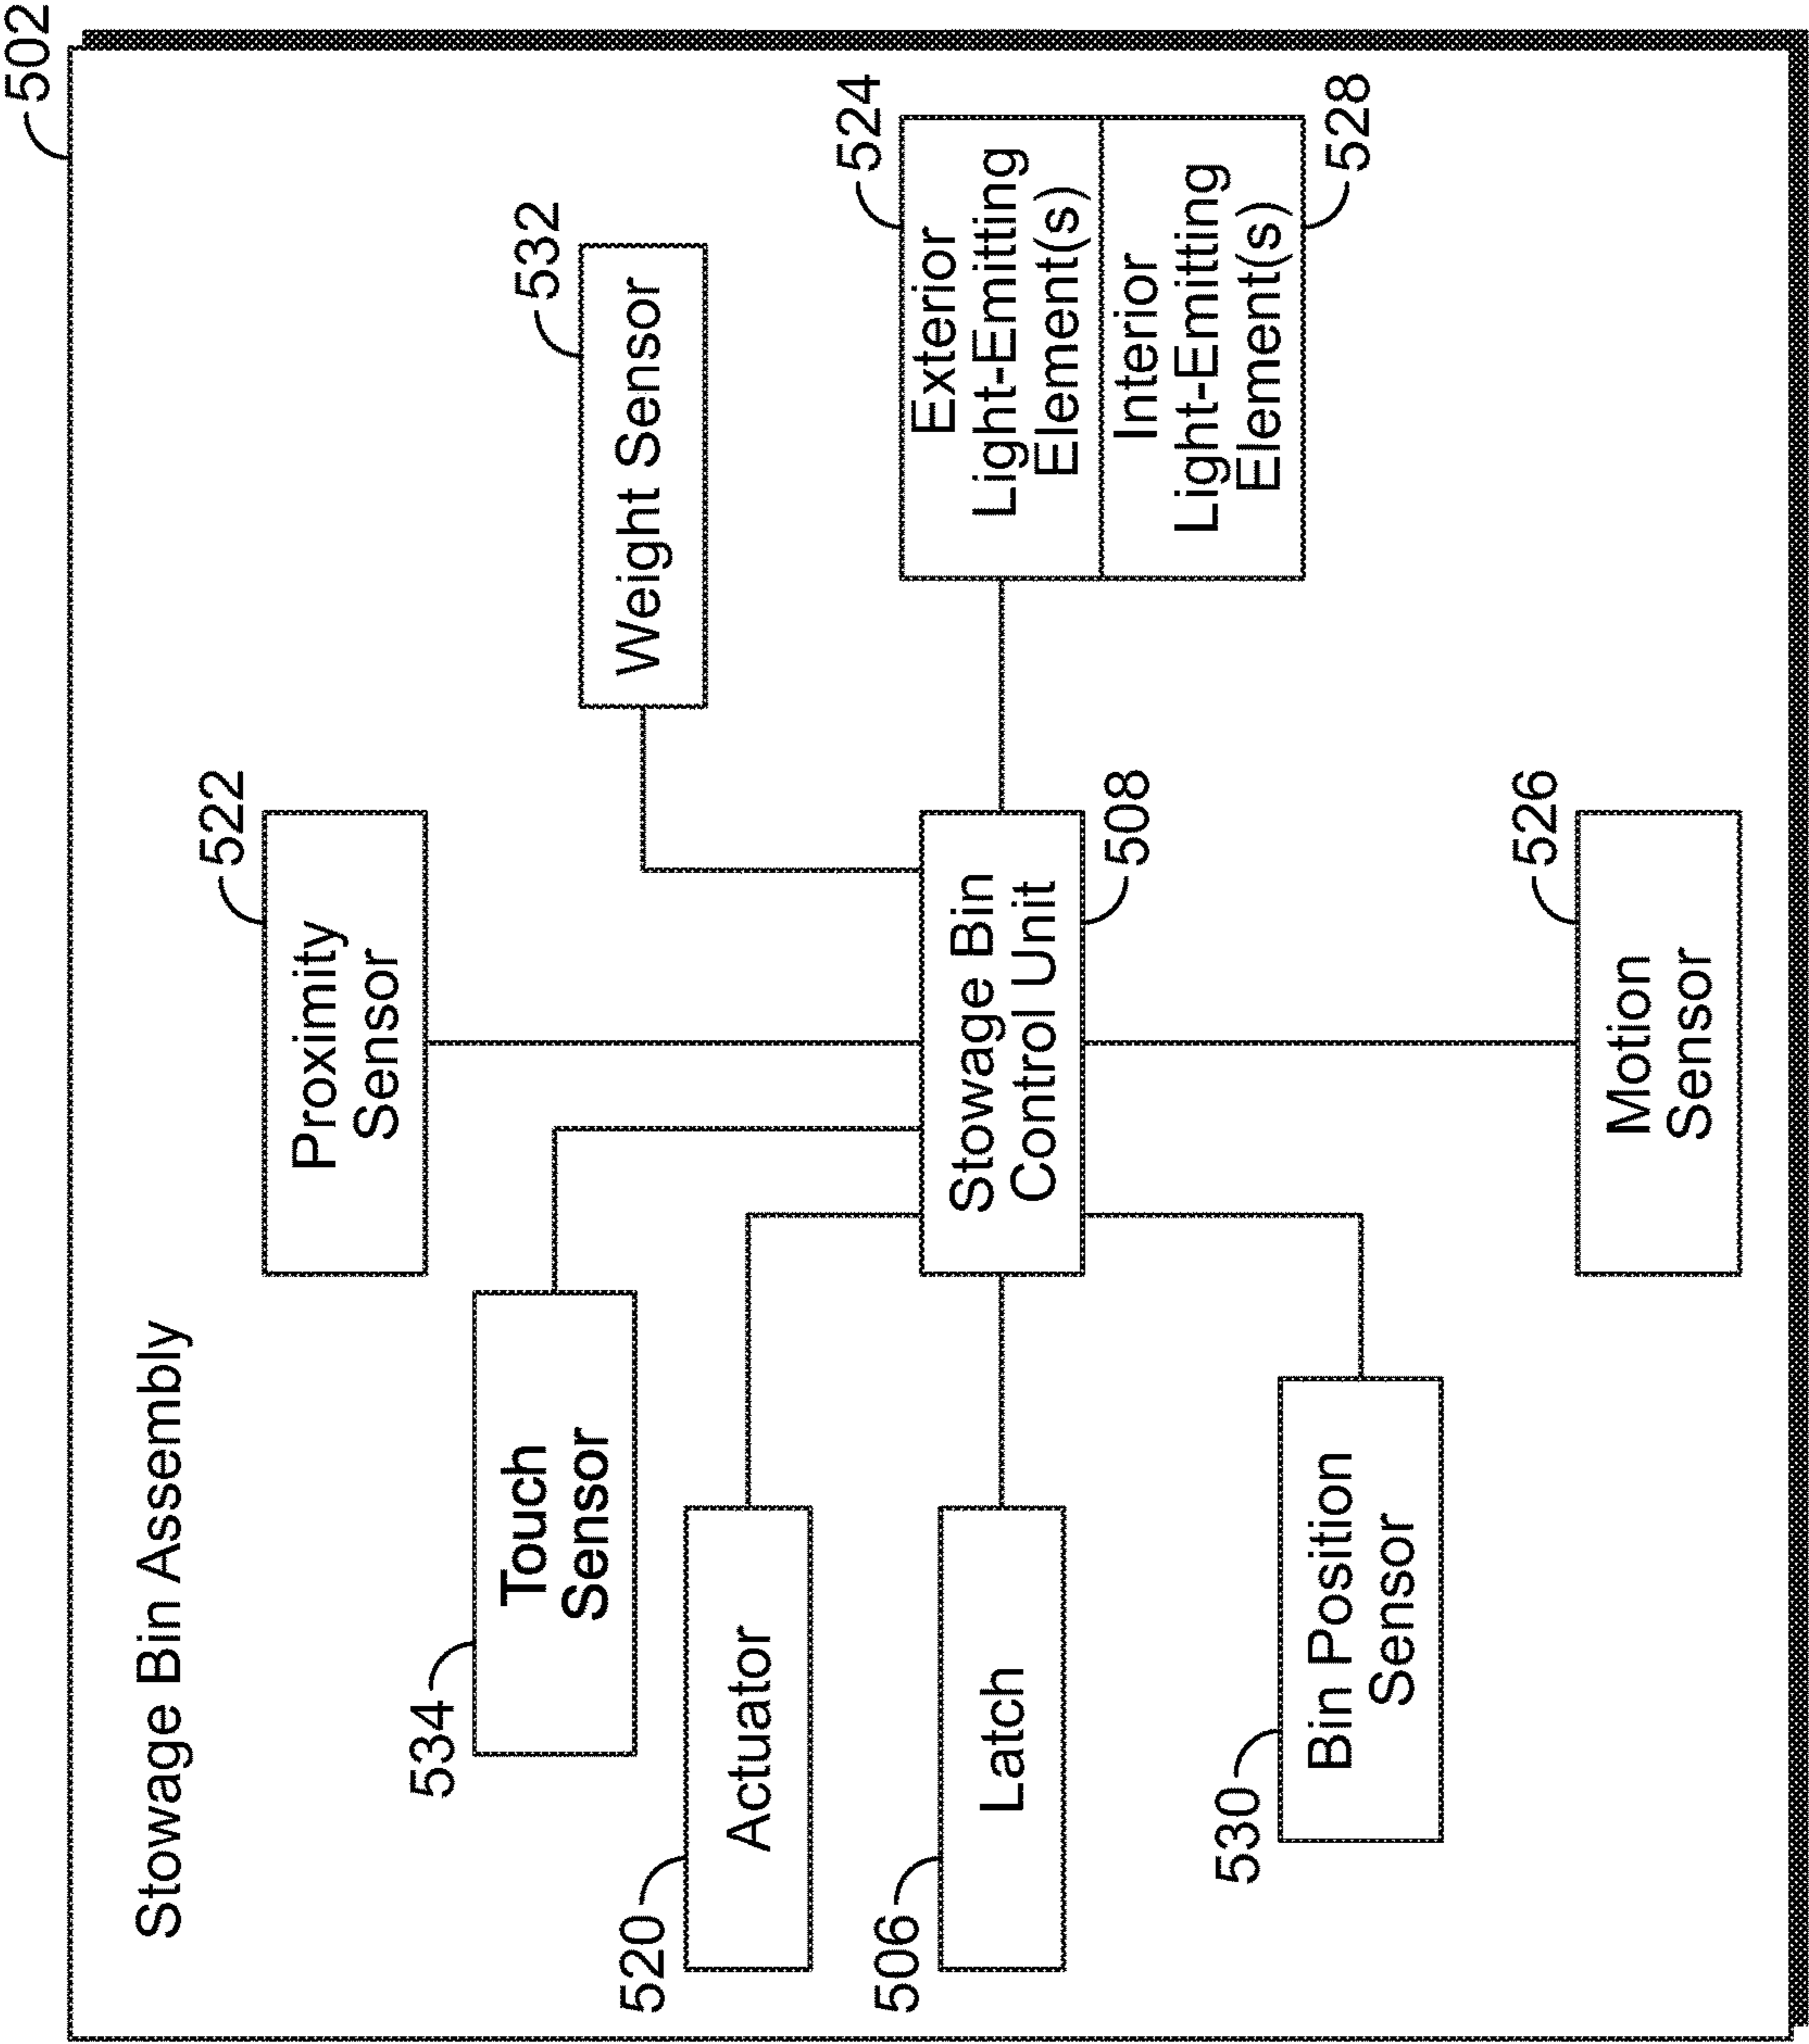 502
Stowage Bin Assembly
522
Proximity
Sensor
534
Touch
Sensor
532
Weight Sensor
520
Actuator
524
Exterior
Light-Emitting
Element(s)
Interior
Light-Emitting
Element(s)
528
506
Latch
Stowage Bin
Control Unit
508
530
Bin Position
Sensor
526
Motion
Sensor